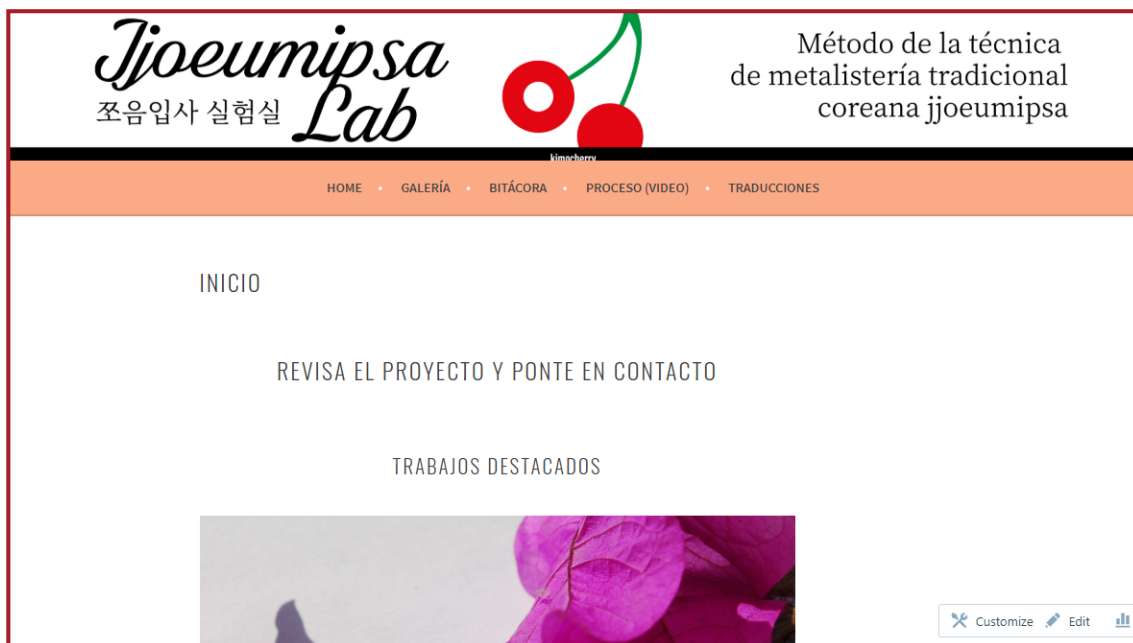 Jjoeumipsa
쪼음입사 실험실 Lab
Método de la técnica
de metalistería tradicional
coreana jjoeumipsa
kimocherry
HOME • GALERÍA • BITÁCORA • PROCESO (VIDEO) • TRADUCCIONES
INICIO
REVISA EL PROYECTO Y PONTE EN CONTACTO
TRABAJOS DESTACADOS
Customize Edit